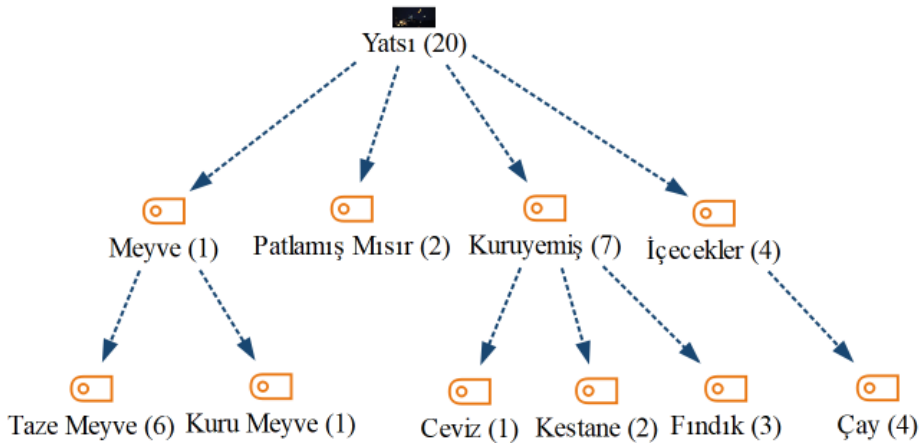 Yatsı (20)
Meyve (1)
Patlamış Mısır (2)
Kuruyemiş (7)
İçecekler (4)
Taze Meyve (6)
Kuru Meyve (1)
Ceviz (1)
Kestane (2)
Fındık (3)
Çay (4)